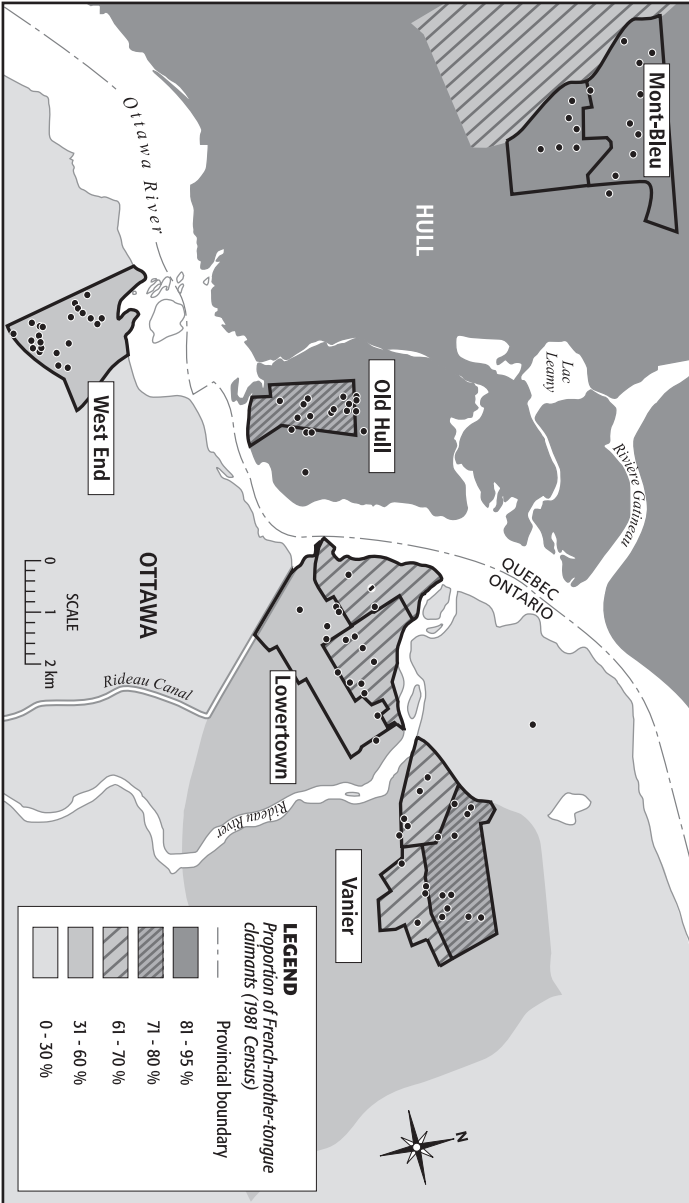 Mont-Bleu
HULL
Ottawa River
Lac
Leamy
Rivière Gatineau
Old Hull
West End
QUEBEC
ONTARIO
OTTAWA
0 1 2 km
SCALE
Rideau Canal
Lowertown
Rideau River
Vanier
N
LEGEND
Proportion of French-mother-tongue
claimants (1981 Census)
Provincial boundary
81 - 95 %
71 - 80 %
61 - 70 %
31 - 60 %
0 - 30 %